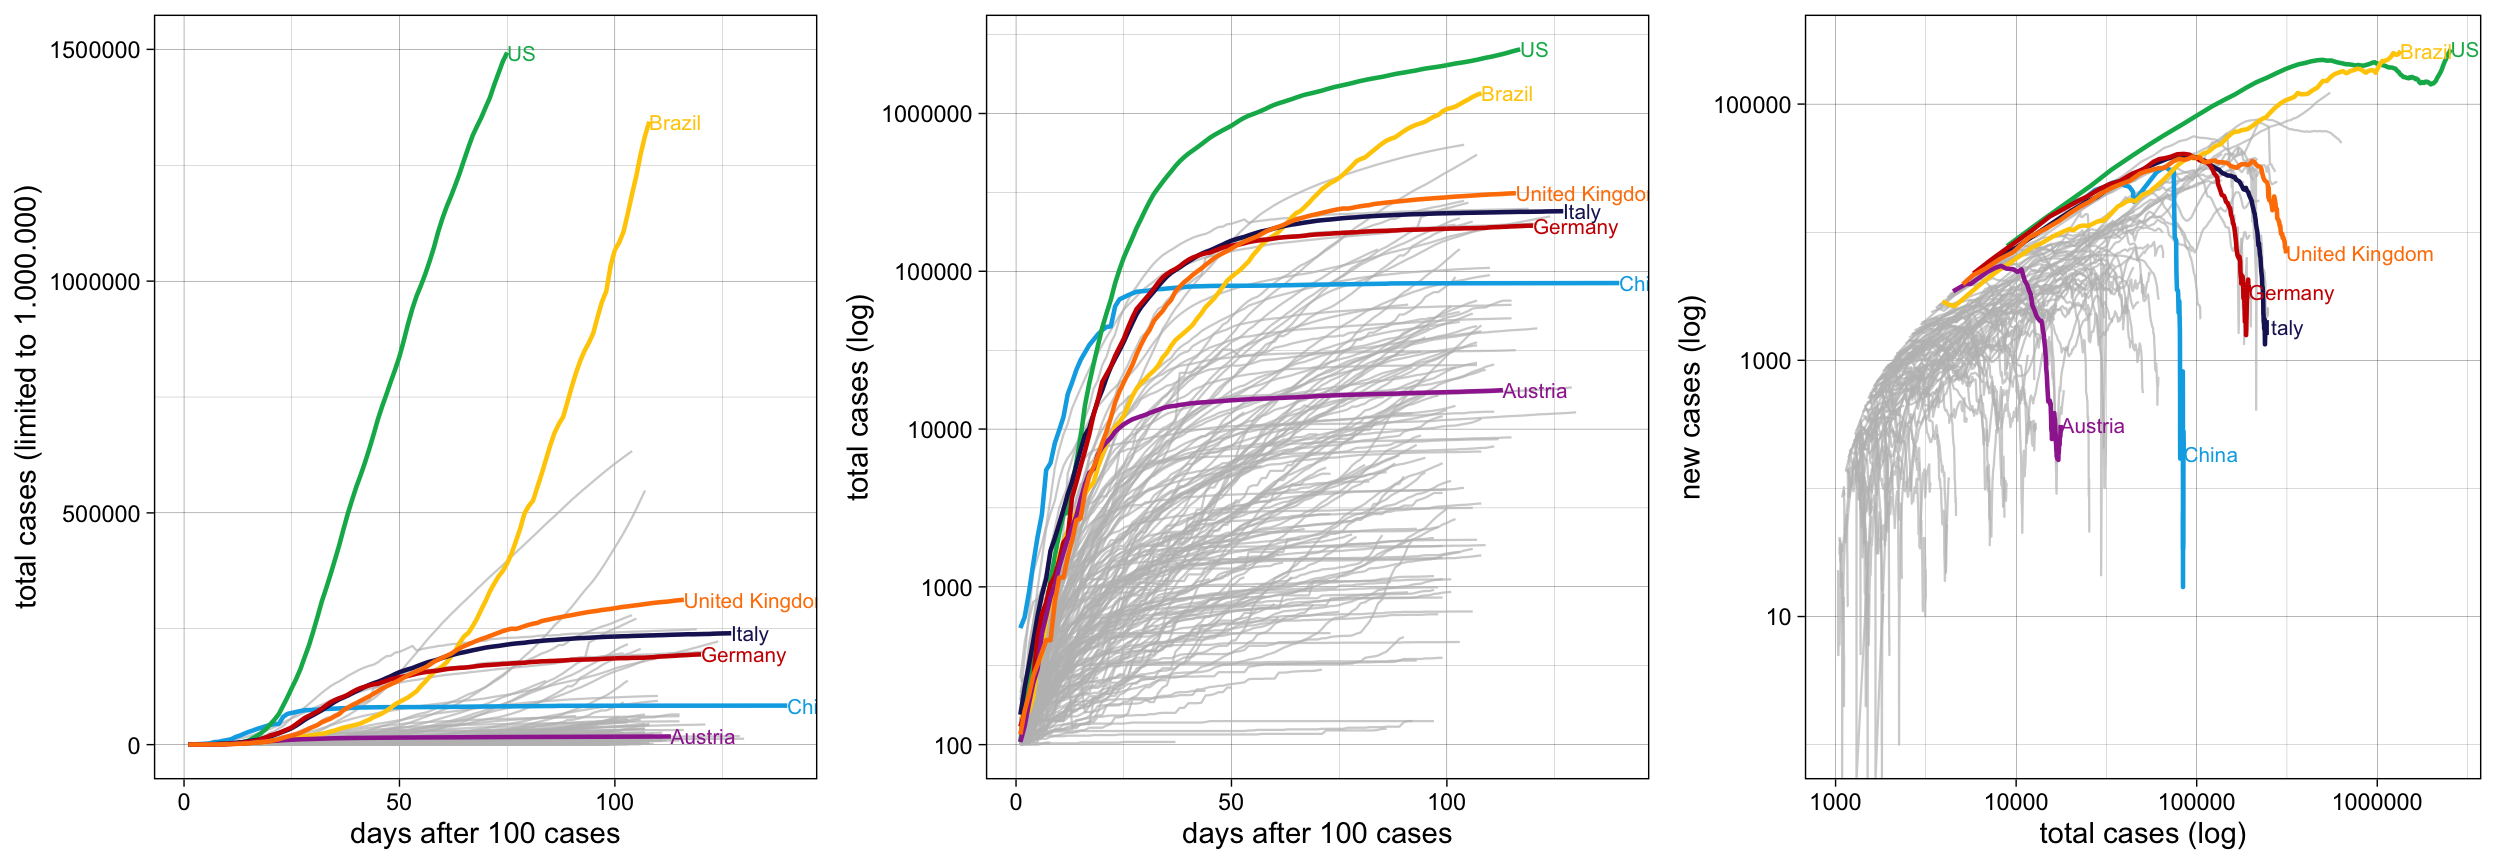 total cases (limited to 1.000.000)
1500000
1000000
500000
0
US
Brazil
United Kingdo
Italy
Germany
Chi
Austria
0
50
100
days after 100 cases
total cases (log)
1000000
100000
10000
1000
100
US
Brazil
United Kingdo
Italy
Germany
Chi
Austria
0
50
100
days after 100 cases
new cases (log)
100000
1000
10
Brazil
US
United Kingdom
Germany
Italy
Austria
China
1000
10000
100000
1000000
total cases (log)